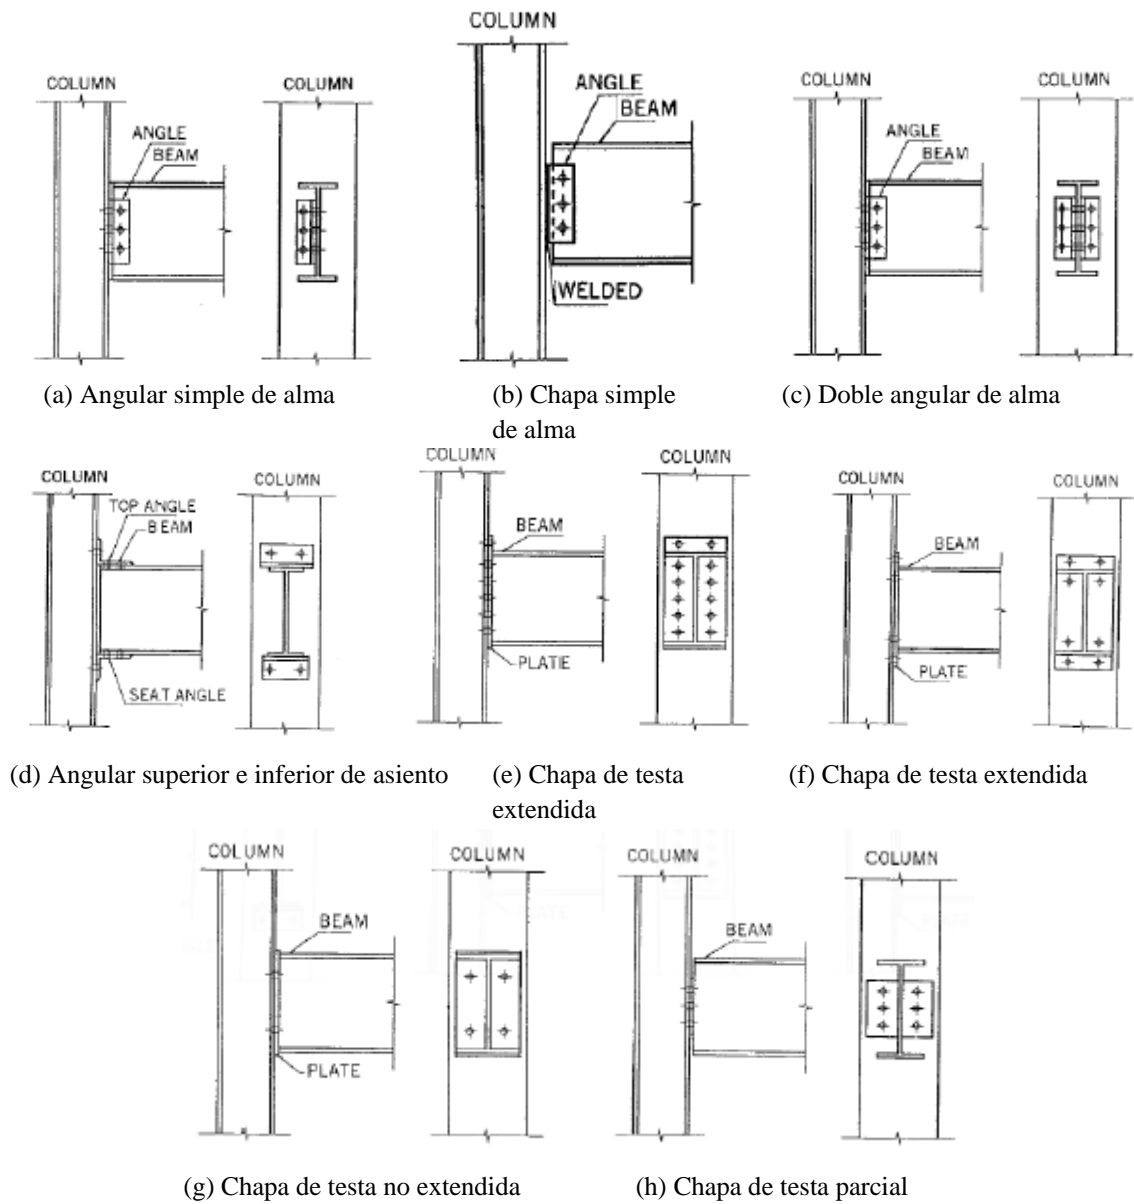 COLUMN
COLUMN
COLUMN
COLUMN
COLUMN
ANGLE
BEAM
ANGLE
BEAM
ANGLE
BEAM
WELDED
(a) Angular simple de alma
(b) Chapa simple
de alma
(c) Doble angular de alma
COLUMN
COLUMN
COLUMN
COLUMN
COLUMN
COLUMN
TOP ANGLE
BEAM
BEAM
BEAM
SEAT ANGLE
PLATE
PLATE
(d) Angular superior e inferior de asiento
(e) Chapa de testa
extendida
(f) Chapa de testa extendida
COLUMN
COLUMN
COLUMN
COLUMN
BEAM
BEAM
PLATE
(g) Chapa de testa no extendida
(h) Chapa de testa parcial